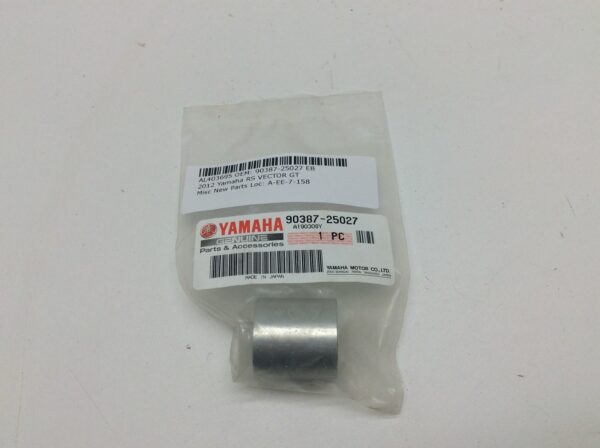 AL403695 OEM: 90387-25027 EB
2012 Yamaha RS VECTOR GT
Misc New Parts Loc: A-EE-7-158
YAMAHA 90387-25027
GENUINE A190309Y
Parts & Accessories 1 PC
MADE IN JAPAN YAMAHA MOTOR CO.,LTD.